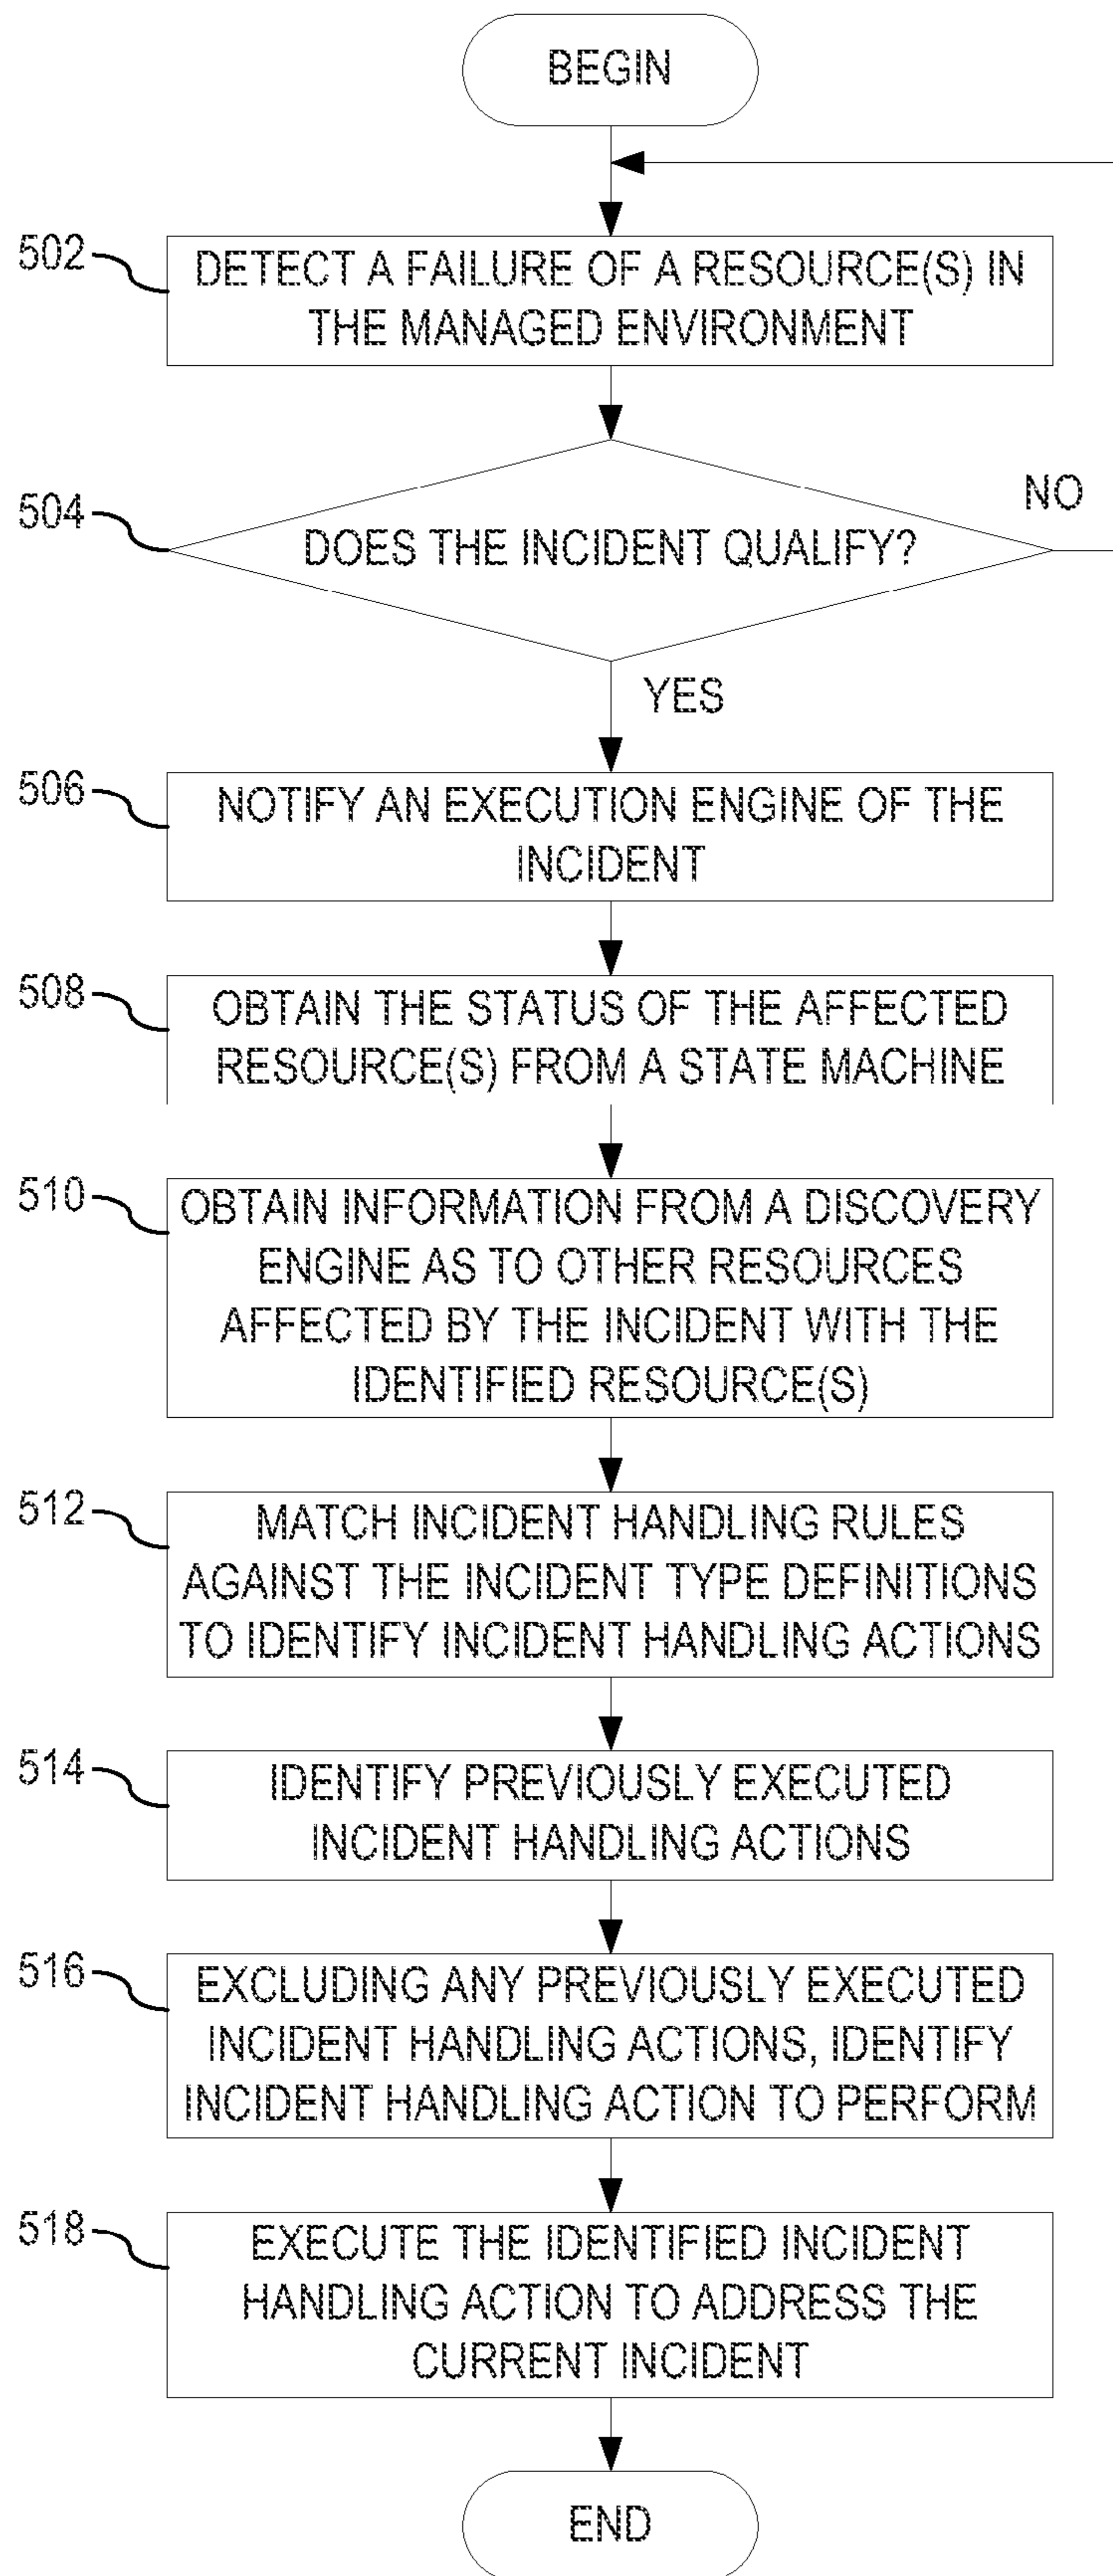 BEGIN
502
DETECT A FAILURE OF A RESOURCE(S) IN
THE MANAGED ENVIRONMENT
504
DOES THE INCIDENT QUALIFY?
NO
YES
506
NOTIFY AN EXECUTION ENGINE OF THE
INCIDENT
508
OBTAIN THE STATUS OF THE AFFECTED
RESOURCE(S) FROM A STATE MACHINE
510
OBTAIN INFORMATION FROM A DISCOVERY
ENGINE AS TO OTHER RESOURCES
AFFECTED BY THE INCIDENT WITH THE
IDENTIFIED RESOURCE(S)
512
MATCH INCIDENT HANDLING RULES
AGAINST THE INCIDENT TYPE DEFINITIONS
TO IDENTIFY INCIDENT HANDLING ACTIONS
514
IDENTIFY PREVIOUSLY EXECUTED
INCIDENT HANDLING ACTIONS
516
EXCLUDING ANY PREVIOUSLY EXECUTED
INCIDENT HANDLING ACTIONS, IDENTIFY
INCIDENT HANDLING ACTION TO PERFORM
518
EXECUTE THE IDENTIFIED INCIDENT
HANDLING ACTION TO ADDRESS THE
CURRENT INCIDENT
END